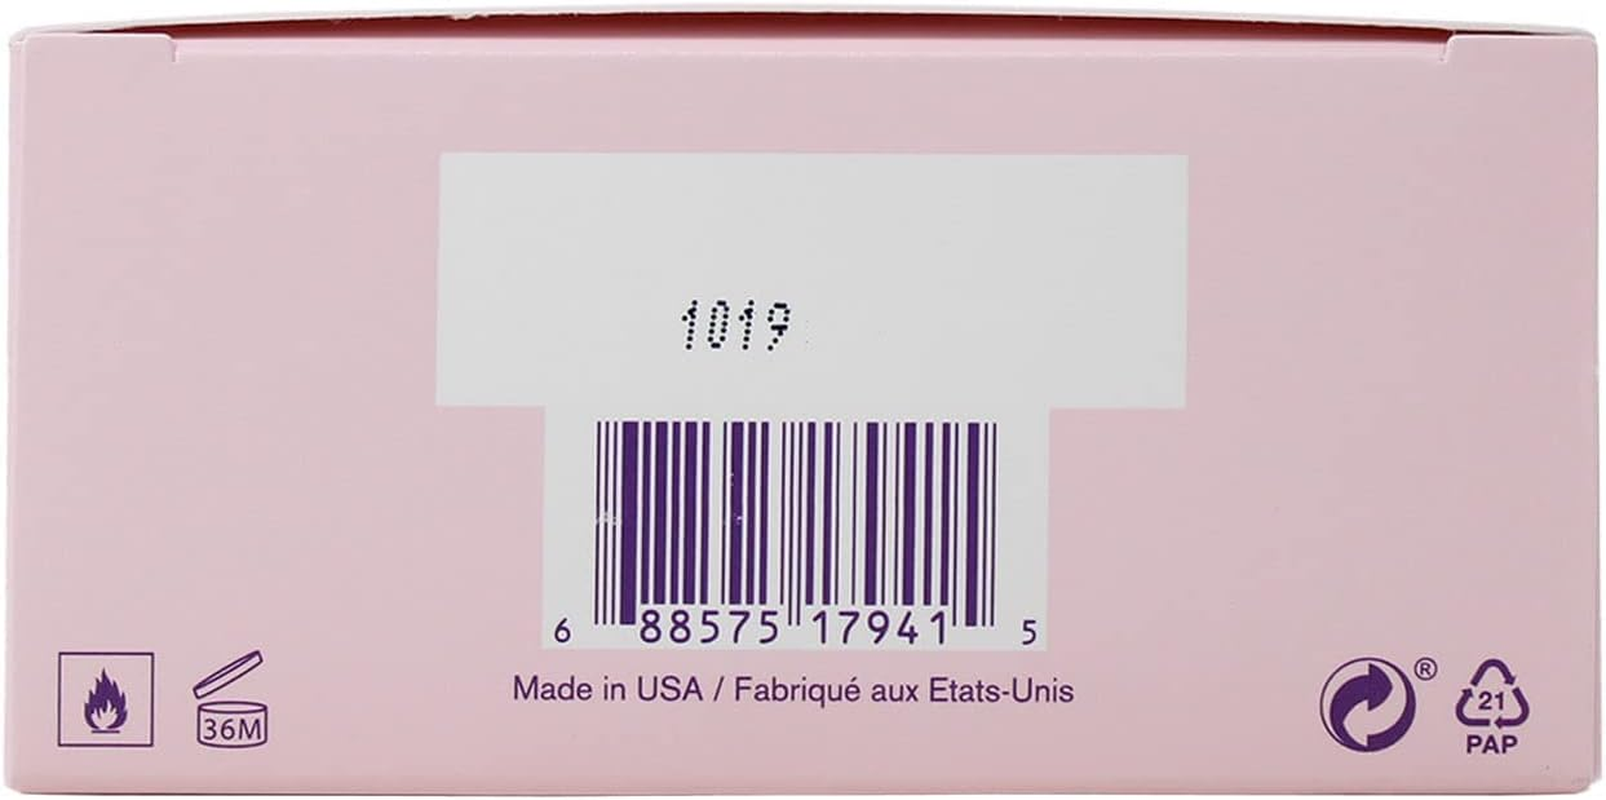 1019
6 88575 17941 5
Made in USA / Fabriqué aux Etats-Unis
36M
®
21
PAP